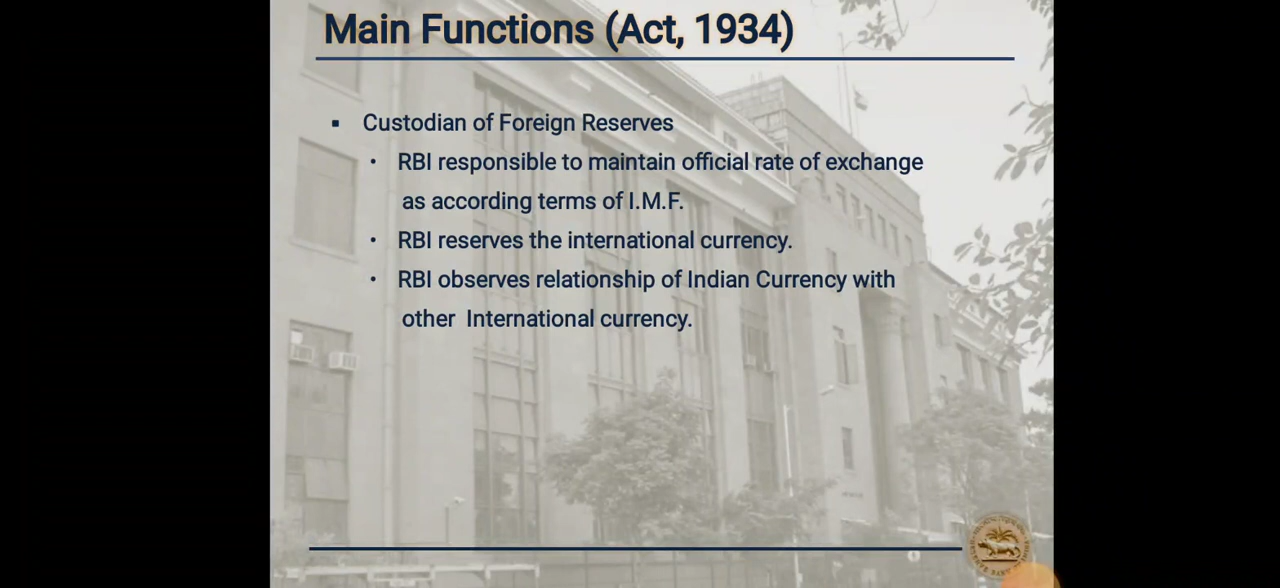 Main Functions (Act, 1934)
▪ Custodian of Foreign Reserves
• RBI responsible to maintain official rate of exchange
as according terms of I.M.F.
• RBI reserves the international currency.
• RBI observes relationship of Indian Currency with
other International currency.